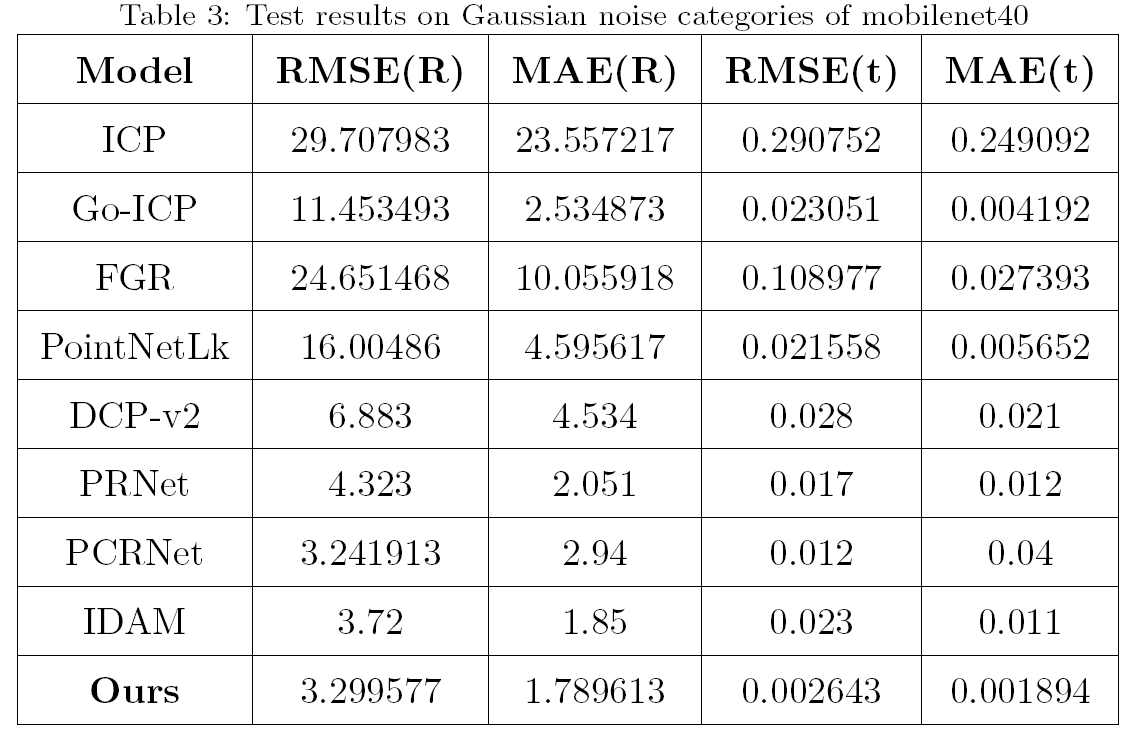 Table 3: Test results on Gaussian noise categories of mobilenet40
Model RMSE(R) MAE(R) RMSE(t) MAE(t)
ICP 29.707983 23.557217 0.290752 0.249092
Go-ICP 11.453493 2.534873 0.023051 0.004192
FGR 24.651468 10.055918 0.108977 0.027393
PointNetLk 16.00486 4.595617 0.021558 0.005652
DCP-v2 6.883 4.534 0.028 0.021
PRNet 4.323 2.051 0.017 0.012
PCRNet 3.241913 2.94 0.012 0.04
IDAM 3.72 1.85 0.023 0.011
Ours 3.299577 1.789613 0.002643 0.001894